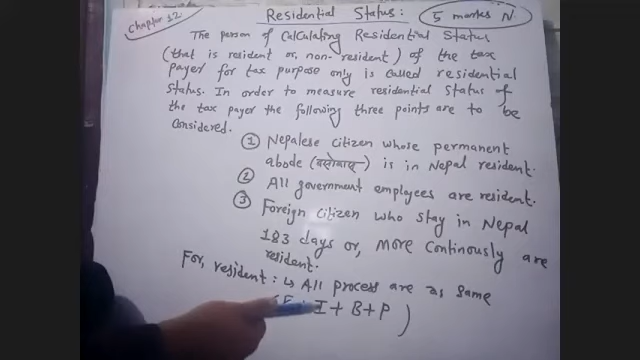 Chapter 12
Residential Status:
5 marks N.
The person of Calculating Residential Status
(that is resident or, non-resident) of the tax
payer for tax purpose only is called residential
Status. In order to measure residential status of
the tax payer the following three points are to be
Considered.
① Nepalese citizen whose permanent
abode (बसोबास) is in Nepal resident.
② All government employees are resident.
③ Foreign citizen who stay in Nepal
183 days or, more continously are
resident.
For, resident: ↳ All process are as same
I + B + P)